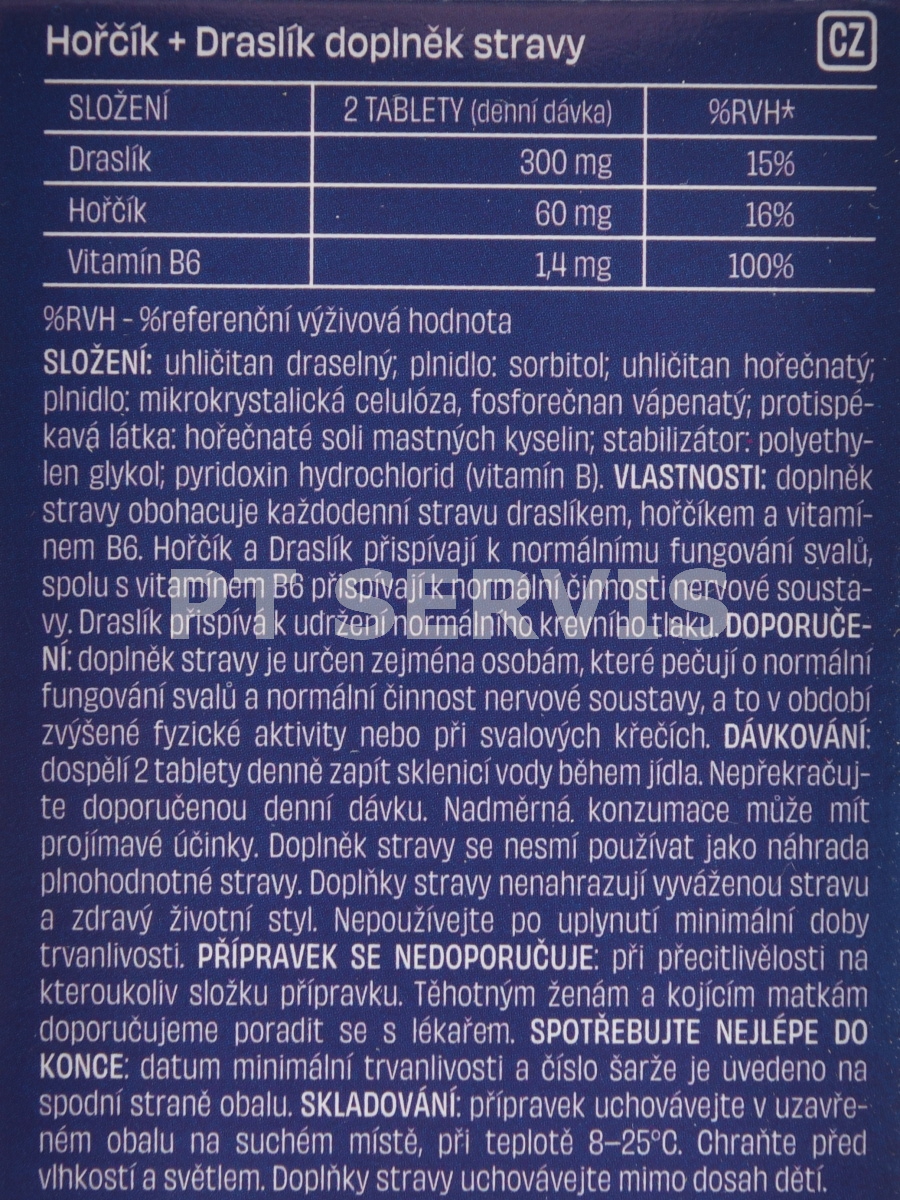 Hořčík + Draslík doplněk stravy
CZ
SLOŽENÍ 2 TABLETY (denní dávka) %RVH*
Draslík 300 mg 15%
Hořčík 60 mg 16%
Vitamín B6 1,4 mg 100%
%RVH - %referenční výživová hodnota
SLOŽENÍ: uhličitan draselný; plnidlo: sorbitol; uhličitan hořečnatý;
plnidlo: mikrokrystalická celulóza, fosforečnan vápenatý; protispé-
kavá látka: hořečnaté soli mastných kyselin; stabilizátor: polyethy-
len glykol; pyridoxin hydrochlorid (vitamín B). VLASTNOSTI: doplněk
stravy obohacuje každodenní stravu draslíkem, hořčíkem a vitamí-
nem B6. Hořčík a Draslík přispívají k normálnímu fungování svalů,
spolu s vitamínem B6 přispívají k normální činnosti nervové sousta-
vy. Draslík přispívá k udržení normálního krevního tlaku. DOPORUČE-
NÍ: doplněk stravy je určen zejména osobám, které pečují o normální
fungování svalů a normální činnost nervové soustavy, a to v období
zvýšené fyzické aktivity nebo při svalových křečích. DÁVKOVÁNÍ:
dospělí 2 tablety denně zapít sklenicí vody během jídla. Nepřekračuj-
te doporučenou denní dávku. Nadměrná konzumace může mít
projímavé účinky. Doplněk stravy se nesmí používat jako náhrada
plnohodnotné stravy. Doplňky stravy nenahrazují vyváženou stravu
a zdravý životní styl. Nepoužívejte po uplynutí minimální doby
trvanlivosti. PŘÍPRAVEK SE NEDOPORUČUJE: při přecitlivělosti na
kteroukoliv složku přípravku. Těhotným ženám a kojícím matkám
doporučujeme poradit se s lékařem. SPOTŘEBUJTE NEJLÉPE DO
KONCE: datum minimální trvanlivosti a číslo šarže je uvedeno na
spodní straně obalu. SKLADOVÁNÍ: přípravek uchovávejte v uzavře-
ném obalu na suchém místě, při teplotě 8–25°C. Chraňte před
vlhkostí a světlem. Doplňky stravy uchovávejte mimo dosah dětí.
PT SERVIS